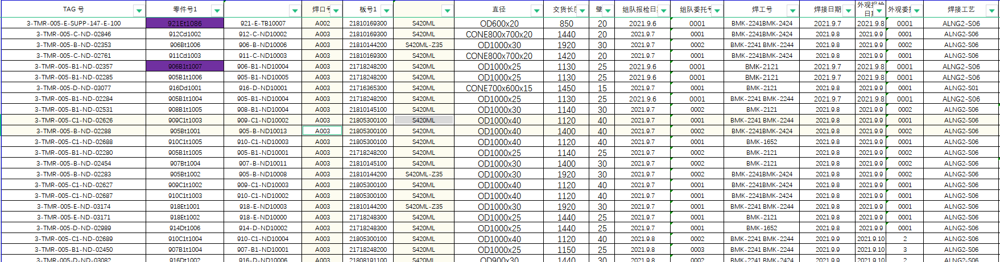 TAG 号 零件号1 焊口号 板号1 直径 交货长度 壁 组队报检日 组队委托号 焊工号 焊接日期 外观报检日期 外观委托 焊接工艺
3-TMR-005-E-SUPP-147-E-100 921Et1086 921-E-TB10007 A002 21810169300 S420ML OD600x20 850 20 2021.9.6 0001 BMK-2241BMK-2424 2021.9.7 2021.9.8 0001 ALNG2-S06
3-TMR-005-C-ND-02846 912Cd1002 912-C-ND10002 A003 21810169300 S420ML CONE800x700x20 1440 20 2021.9.7 0001 BMK-2241BMK-2424 2021.9.8 2021.9.9 0001 ALNG2-S06
3-TMR-005-B-ND-02353 906Bt1006 906-B-ND10006 A003 21810144200 S420ML-Z35 OD1000x30 1920 30 2021.9.7 0002 BMK-2241 BMK-2244 2021.9.8 2021.9.9 0002 ALNG2-S06
3-TMR-005-C-ND-02761 911Cd1003 911-C-ND10003 A003 21810169300 S420ML CONE800x700x20 1420 20 2021.9.7 0001 BMK-2241BMK-2424 2021.9.8 2021.9.9 0001 ALNG2-S06
3-TMR-005-B1-ND-02357 906B1t1007 906-B1-ND10004 A003 21718248200 S420ML OD1000x25 1130 25 2021.9.6 0001 BMK-2121 2021.9.7 2021.9.8 0001 ALNG2-S06
3-TMR-005-B1-ND-02285 905B1t1006 905-B1-ND10005 A003 21718248200 S420ML OD1000x25 1130 25 2021.9.6 0001 BMK-2121 2021.9.7 2021.9.8 0001 ALNG2-S06
3-TMR-005-D-ND-03077 916Dd1001 916-D-ND10001 A003 21716365300 S420ML CONE700x600x15 1450 15 2021.9.7 0001 BMK-2121 2021.9.8 2021.9.9 0001 ALNG2-S01
3-TMR-005-B1-ND-02284 905B1t1004 905-B1-ND10004 A003 21718248200 S420ML OD1000x25 1130 25 2021.9.6 0001 BMK-2241 BMK-2244 2021.9.7 2021.9.8 0001 ALNG2-S06
3-TMR-005-B1-ND-02531 908B1t1005 908-B1-ND10004 A003 21810145100 S420ML OD1000x30 1140 30 2021.9.7 0002 BMK-2121 2021.9.8 2021.9.9 0002 ALNG2-S06
3-TMR-005-C1-ND-02626 909C1t1003 909-C1-ND10002 A003 21805300100 S420ML OD1000x40 1120 40 2021.9.7 0001 BMK-2241 BMK-2244 2021.9.8 2021.9.9 0001 ALNG2-S06
3-TMR-005-B-ND-02288 905Bt1001 905-B-ND10013 A003 21805300100 S420ML OD1000x40 1400 40 2021.9.7 0002 BMK-2241BMK-2424 2021.9.8 2021.9.9 0002 ALNG2-S06
3-TMR-005-C1-ND-02688 910C1t1005 910-C1-ND10003 A003 21805300100 S420ML OD1000x40 1120 40 2021.9.7 0001 BMK-1652 2021.9.8 2021.9.9 0001 ALNG2-S06
3-TMR-005-B1-ND-02280 905B1t1005 905-B1-ND10001 A003 21718248200 S420ML OD1000x25 1140 25 2021.9.7 0002 BMK-2121 2021.9.8 2021.9.9 0002 ALNG2-S06
3-TMR-005-B-ND-02454 907Bt1004 907-B-ND10011 A003 21810145100 S420ML OD1000x30 1400 30 2021.9.7 0002 BMK-2121 2021.9.8 2021.9.9 0002 ALNG2-S06
3-TMR-005-B-ND-02283 905Bt1002 905-B-ND10008 A003 21810144200 S420ML-Z35 OD1000x30 1920 30 2021.9.7 0002 BMK-2241BMK-2424 2021.9.8 2021.9.9 0002 ALNG2-S06
3-TMR-005-C1-ND-02627 909C1t1002 909-C1-ND10003 A003 21805300100 S420ML OD1000x40 1120 40 2021.9.7 0001 BMK-2241BMK-2424 2021.9.8 2021.9.9 0001 ALNG2-S06
3-TMR-005-C1-ND-02687 910C1t1003 910-C1-ND10002 A003 21805300100 S420ML OD1000x40 1120 40 2021.9.7 0001 BMK-2241BMK-2424 2021.9.8 2021.9.9 0001 ALNG2-S06
3-TMR-005-E-ND-03174 918Et1001 918-E-ND10003 A003 21810144200 S420ML-Z35 OD1000x30 1920 30 2021.9.7 0001 BMK-2241 BMK-2244 2021.9.8 2021.9.9 0001 ALNG2-S06
3-TMR-005-E-ND-03171 918Et1002 918-E-ND10000 A003 21718248300 S420ML OD1000x25 1440 25 2021.9.7 0001 BMK-2121 2021.9.8 2021.9.9 0001 ALNG2-S06
3-TMR-005-D-ND-02989 914Dt1006 914-D-ND10002 A003 21718248300 S420ML OD1000x25 1440 25 2021.9.7 0001 BMK-1652 2021.9.8 2021.9.9 0001 ALNG2-S06
3-TMR-005-C1-ND-02689 910C1t1004 910-C1-ND10004 A003 21805300100 S420ML OD1000x40 1120 40 2021.9.8 0002 BMK-2241 BMK-2244 2021.9.9 2021.9.10 2 ALNG2-S06
3-TMR-005-B1-ND-02450 907B1t1004 907-B1-ND10001 A003 21718248200 S420ML OD1000x25 1150 25 2021.9.8 0003 BMK-2241 BMK-2244 2021.9.9 2021.9.10 3 ALNG2-S06
3-TMR-005-D-ND-03082 916Dt1002 916-D-ND10006 A003 21808191100 S420ML OD900x30 1440 30 2021.9.8 0002 BMK-2241 BMK-2244 2021.9.9 2021.9.10 2 ALNG2-S06